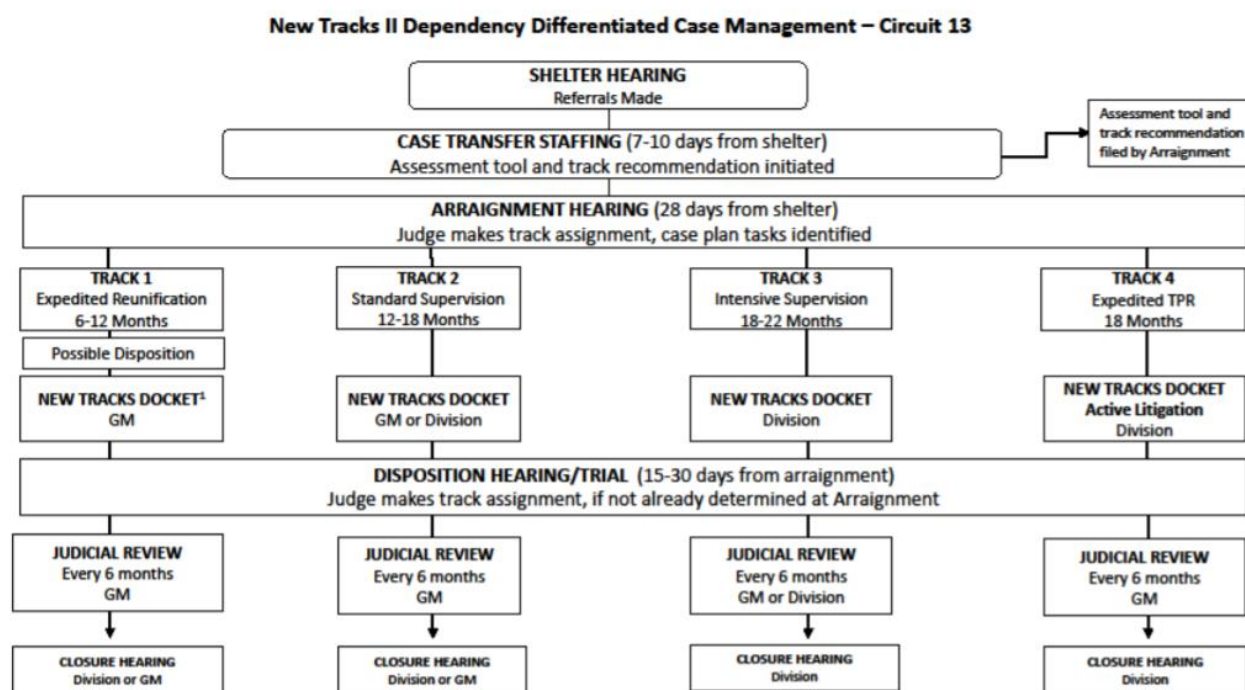 New Tracks II Dependency Differentiated Case Management – Circuit 13
SHELTER HEARING
Referrals Made
CASE TRANSFER STAFFING (7-10 days from shelter)
Assessment tool and track recommendation initiated
Assessment tool and
track recommendation
filed by Arraignment
ARRAIGNMENT HEARING (28 days from shelter)
Judge makes track assignment, case plan tasks identified
TRACK 1
Expedited Reunification
6-12 Months
TRACK 2
Standard Supervision
12-18 Months
TRACK 3
Intensive Supervision
18-22 Months
TRACK 4
Expedited TPR
18 Months
Possible Disposition
NEW TRACKS DOCKET¹
GM
NEW TRACKS DOCKET
GM or Division
NEW TRACKS DOCKET
Division
NEW TRACKS DOCKET
Active Litigation
Division
DISPOSITION HEARING/TRIAL (15-30 days from arraignment)
Judge makes track assignment, if not already determined at Arraignment
JUDICIAL REVIEW
Every 6 months
GM
JUDICIAL REVIEW
Every 6 months
GM
JUDICIAL REVIEW
Every 6 months
GM or Division
JUDICIAL REVIEW
Every 6 months
GM
CLOSURE HEARING
Division or GM
CLOSURE HEARING
Division or GM
CLOSURE HEARING
Division
CLOSURE HEARING
Division